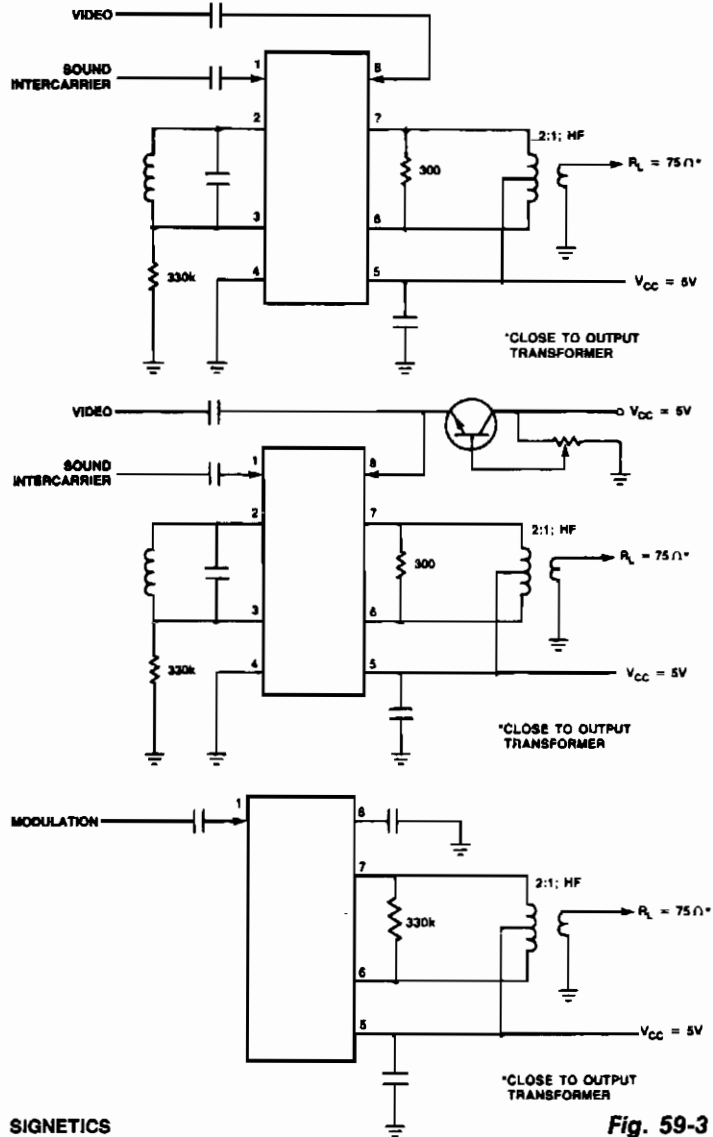 VIDEO
SOUND
INTERCARRIER
1
8
2
7
2:1; HF
300
R_L = 75Ω*
3
6
330k
4
5
V_CC = 5V
*CLOSE TO OUTPUT
TRANSFORMER
VIDEO
V_CC = 5V
SOUND
INTERCARRIER
1
8
2
7
2:1; HF
300
R_L = 75Ω*
3
6
330k
4
5
V_CC = 5V
*CLOSE TO OUTPUT
TRANSFORMER
MODULATION
1
8
7
2:1; HF
330k
R_L = 75Ω*
6
5
V_CC = 5V
*CLOSE TO OUTPUT
TRANSFORMER
SIGNETICS
Fig. 59-3